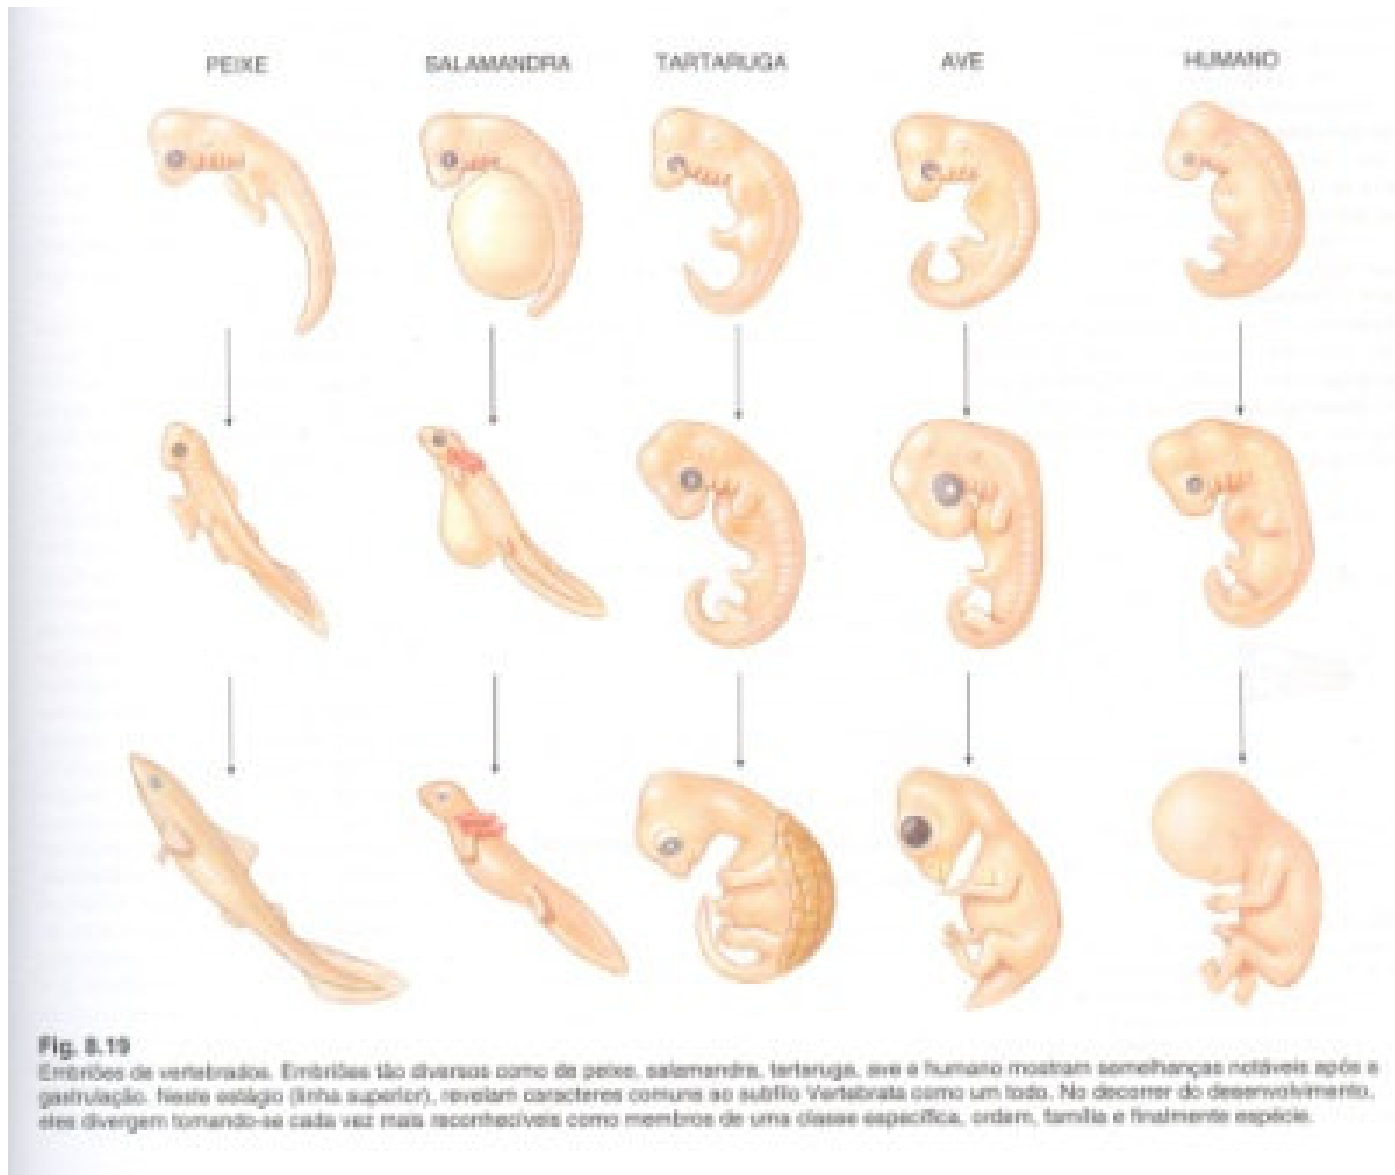 PEIXE SALAMANDRA TARTARUGA AVE HUMANO
Fig. 8.19
Embriões de vertebrados. Embriões tão diversos como de peixe, salamandra, tartaruga, ave e humano mostram semelhanças notáveis após a
gastrulação. Neste estágio (linha superior), revelam caracteres comuns ao subfilo Vertebrata como um todo. No decorrer do desenvolvimento,
eles divergem tornando-se cada vez mais reconhecíveis como membros de uma classe específica, ordem, família e finalmente espécie.